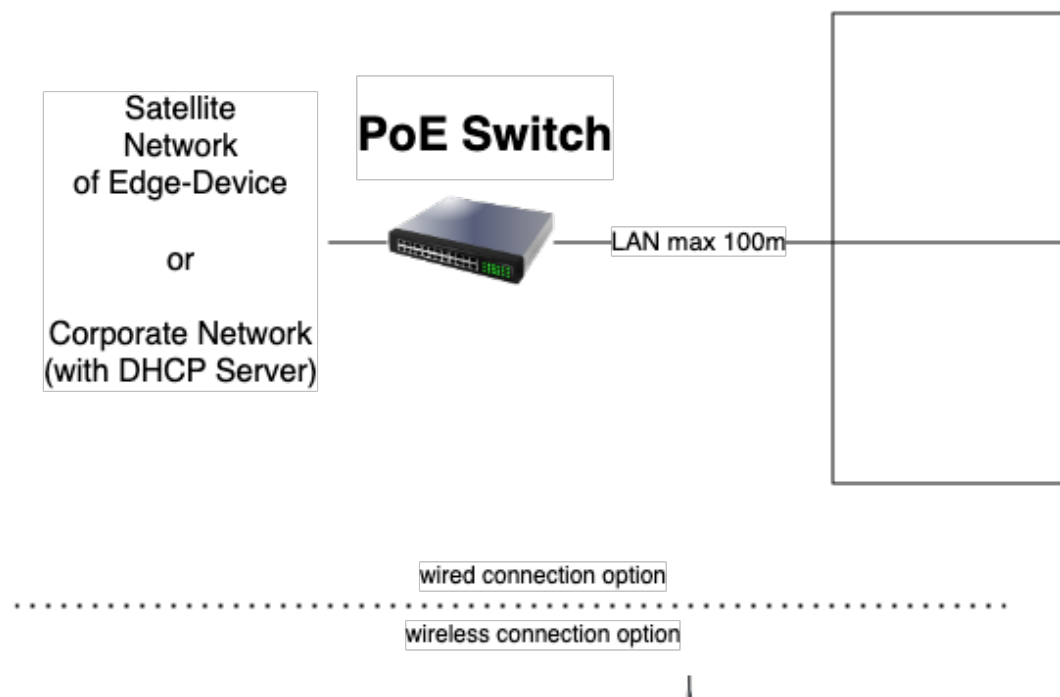 Satellite
Network
of Edge-Device
or
Corporate Network
(with DHCP Server)
PoE Switch
LAN max 100m
wired connection option
wireless connection option